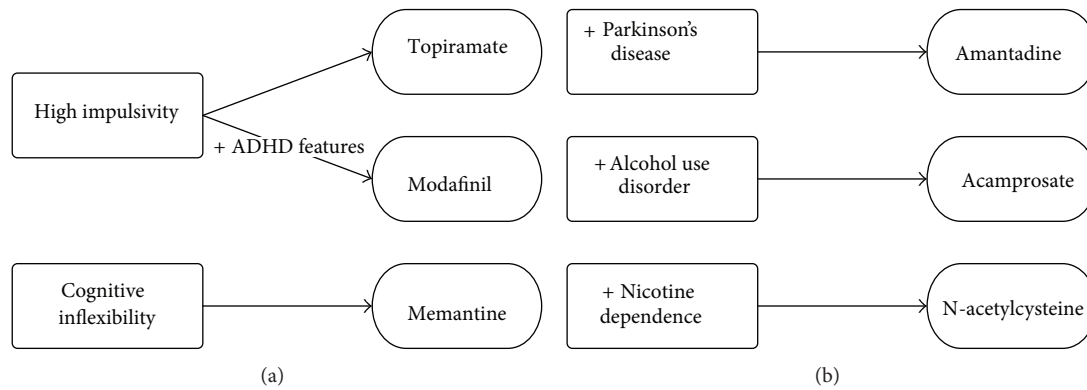 High impulsivity
+ ADHD features
Topiramate
Modafinil
Cognitive
inflexibility
Memantine
(a)
+ Parkinson's
disease
Amantadine
+ Alcohol use
disorder
Acamprosate
+ Nicotine
dependence
N-acetylcysteine
(b)